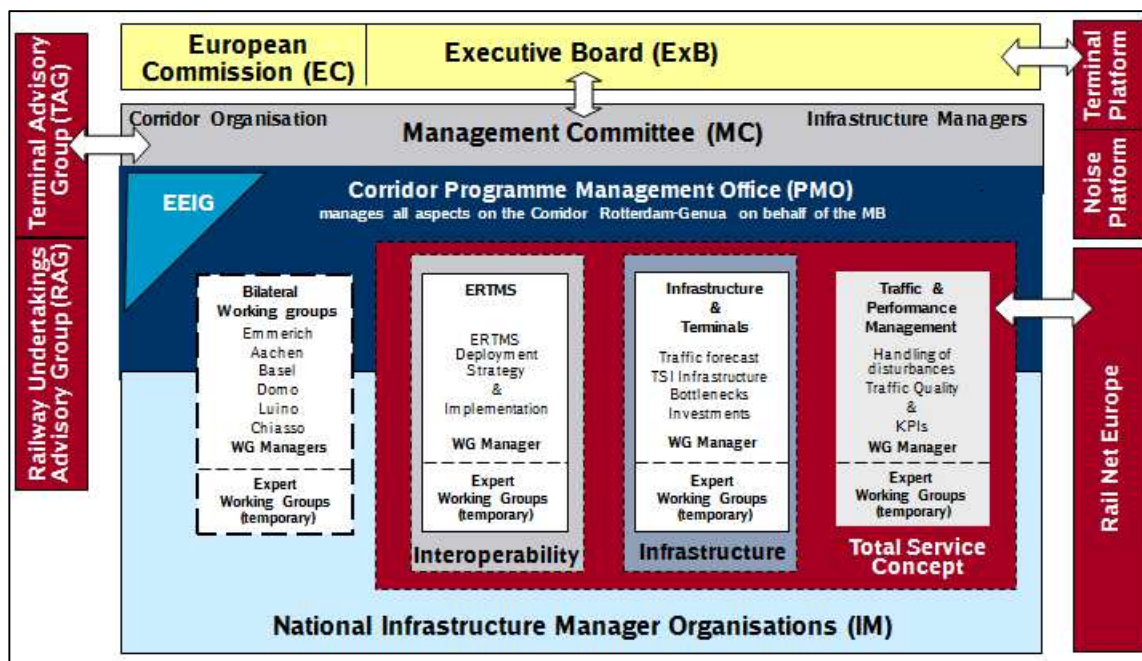 European
Commission (EC)
Executive Board (ExB)
Terminal Advisory
Group (TAG)
Railway Undertakings
Advisory Group (RAG)
Corridor Organisation
Management Committee (MC)
Infrastructure Managers
Terminal
Platform
Noise
Platform
Rail Net Europe
EEIG
Corridor Programme Management Office (PMO)
manages all aspects on the Corridor Rotterdam-Genua on behalf of the MB
Bilateral
Working groups
Emmerich
Aachen
Basel
Domo
Luino
Chiasso
WG Managers
Expert
Working Groups
(temporary)
ERTMS
ERTMS
Deployment
Strategy
&
Implementation
WG Manager
Expert
Working Groups
(temporary)
Interoperability
Infrastructure
&
Terminals
Traffic forecast
TSI Infrastructure
Bottlenecks
Investments
WG Manager
Expert
Working Groups
(temporary)
Infrastructure
Traffic &
Performance
Management
Handling of
disturbances
Traffic Quality
&
KPIs
WG Manager
Expert
Working Groups
(temporary)
Total Service
Concept
National Infrastructure Manager Organisations (IM)